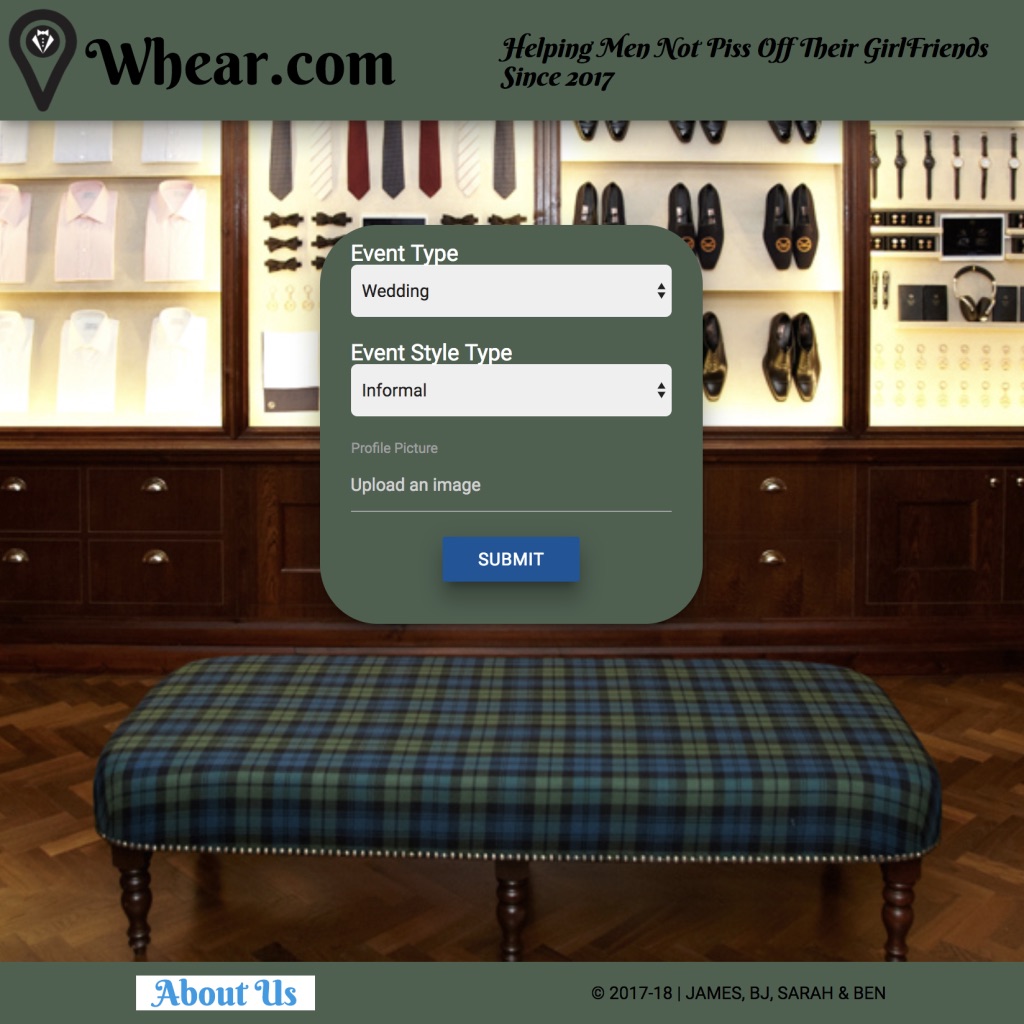 Whear.com
Helping Men Not Piss Off Their GirlFriends
Since 2017
Event Type
Wedding
Event Style Type
Informal
Profile Picture
Upload an image
SUBMIT
About Us
© 2017-18 | JAMES, BJ, SARAH & BEN